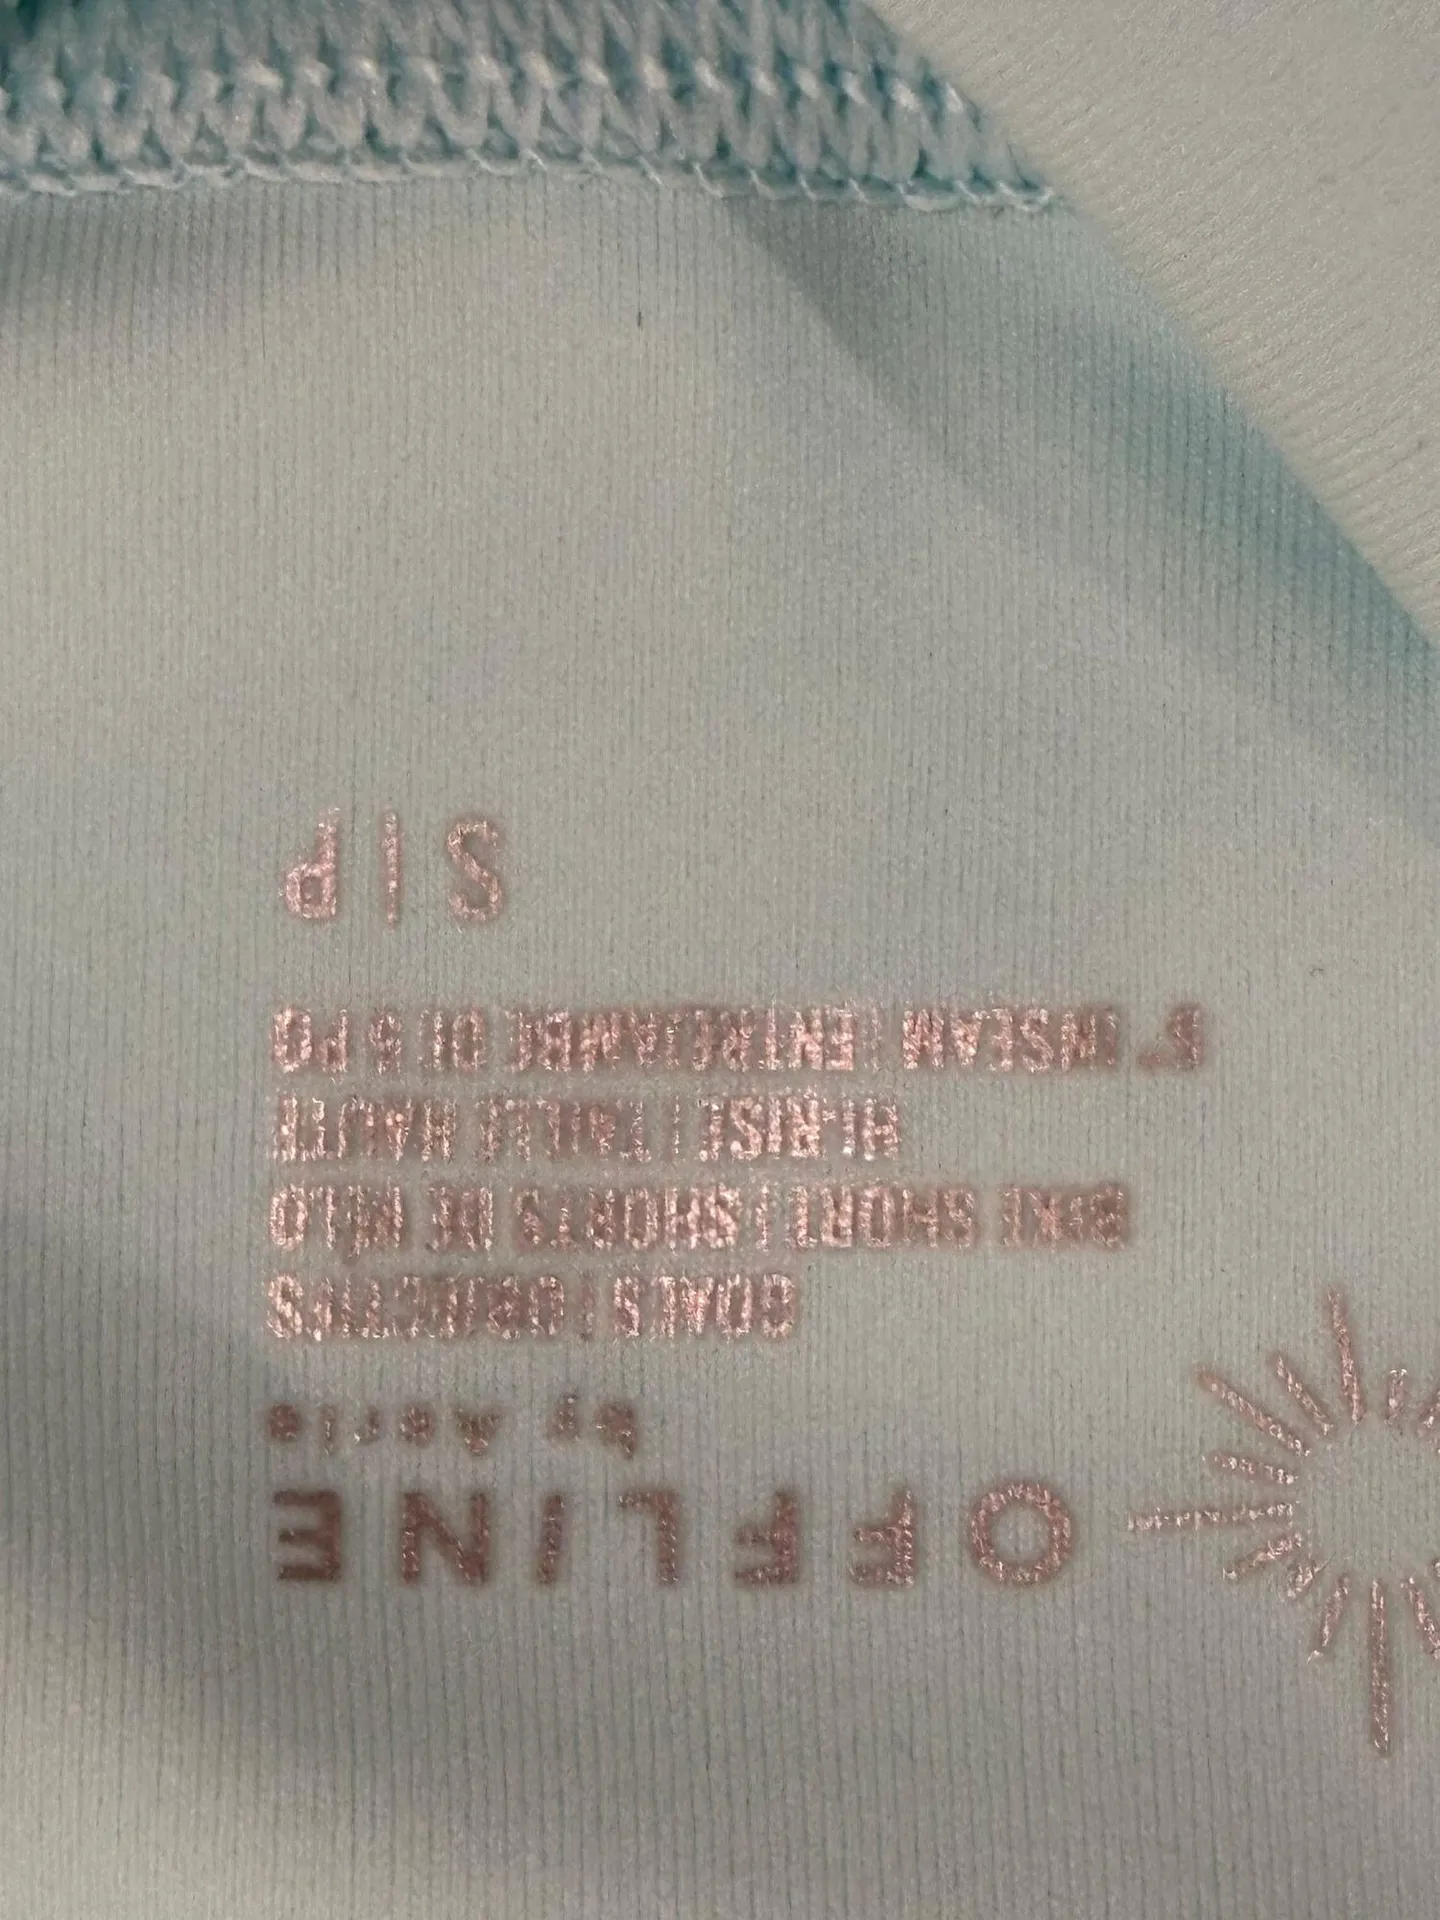 OFFLINE
by Aerie
GOALS | OBJECTIFS
BIKE SHORT | SHORTS DE VÉLO
HI-RISE | TAILLE HAUTE
5" INSEAM | ENTREJAMBE DE 5 PO
S | P